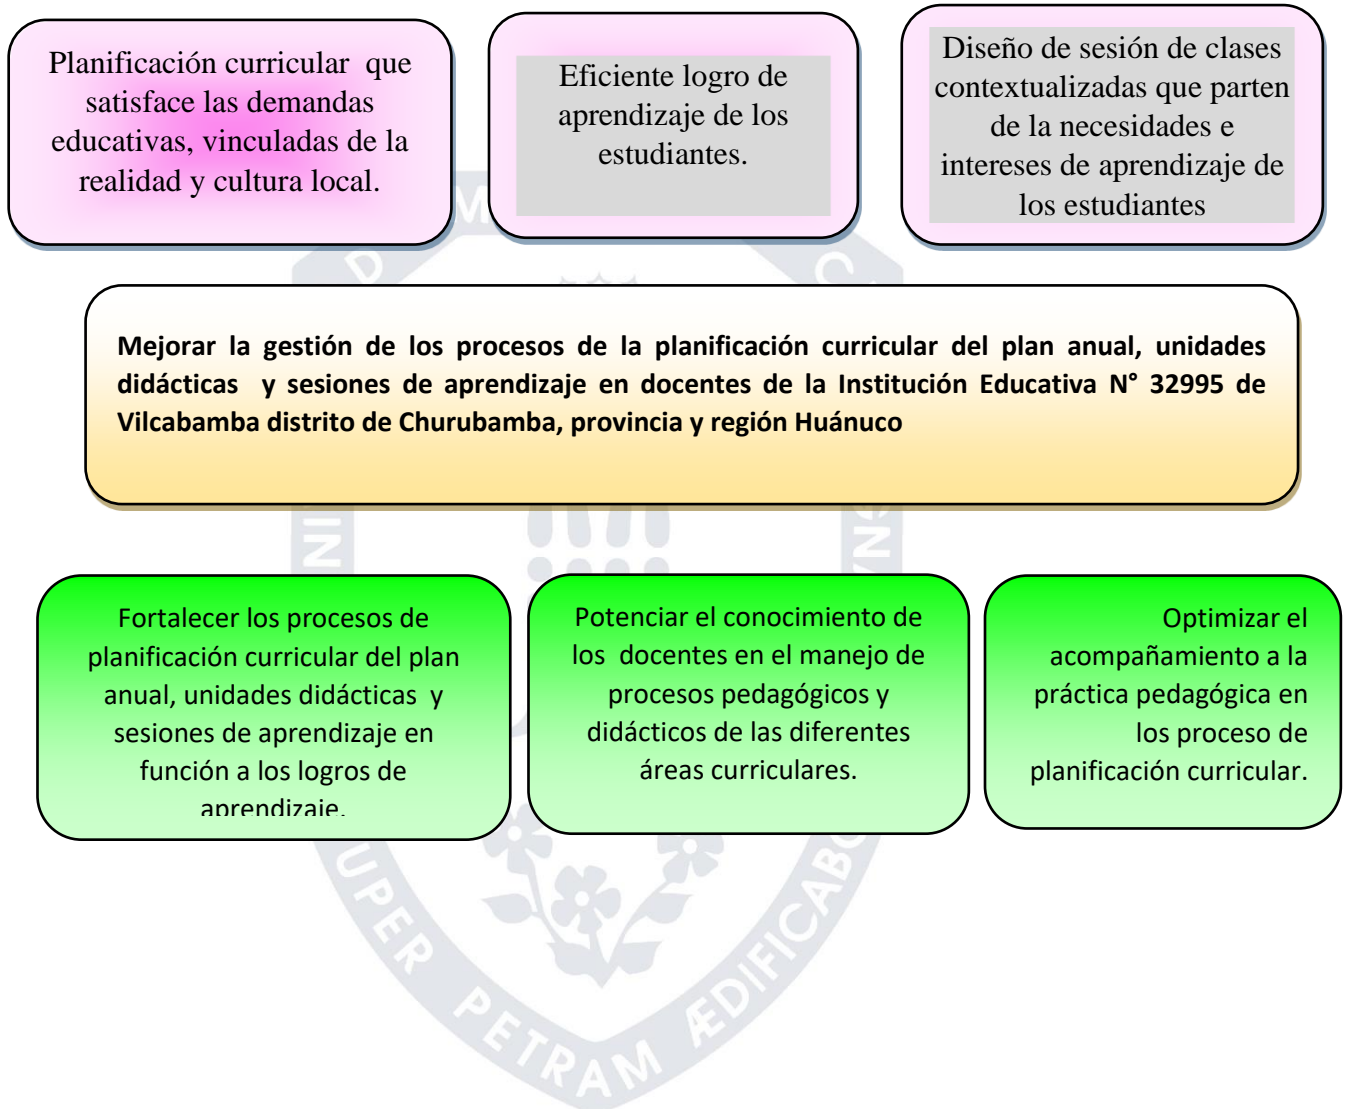 Planificación curricular que
satisface las demandas
educativas, vinculadas de la
realidad y cultura local.
Eficiente logro de
aprendizaje de los
estudiantes.
Diseño de sesión de clases
contextualizadas que parten
de la necesidades e
intereses de aprendizaje de
los estudiantes
Mejorar la gestión de los procesos de la planificación curricular del plan anual, unidades
didácticas y sesiones de aprendizaje en docentes de la Institución Educativa N° 32995 de
Vilcabamba distrito de Churubamba, provincia y región Huánuco
Fortalecer los procesos de
planificación curricular del plan
anual, unidades didácticas y
sesiones de aprendizaje en
función a los logros de
aprendizaje.
Potenciar el conocimiento de
los docentes en el manejo de
procesos pedagógicos y
didácticos de las diferentes
áreas curriculares.
Optimizar el
acompañamiento a la
práctica pedagógica en
los proceso de
planificación curricular.
PETRAM